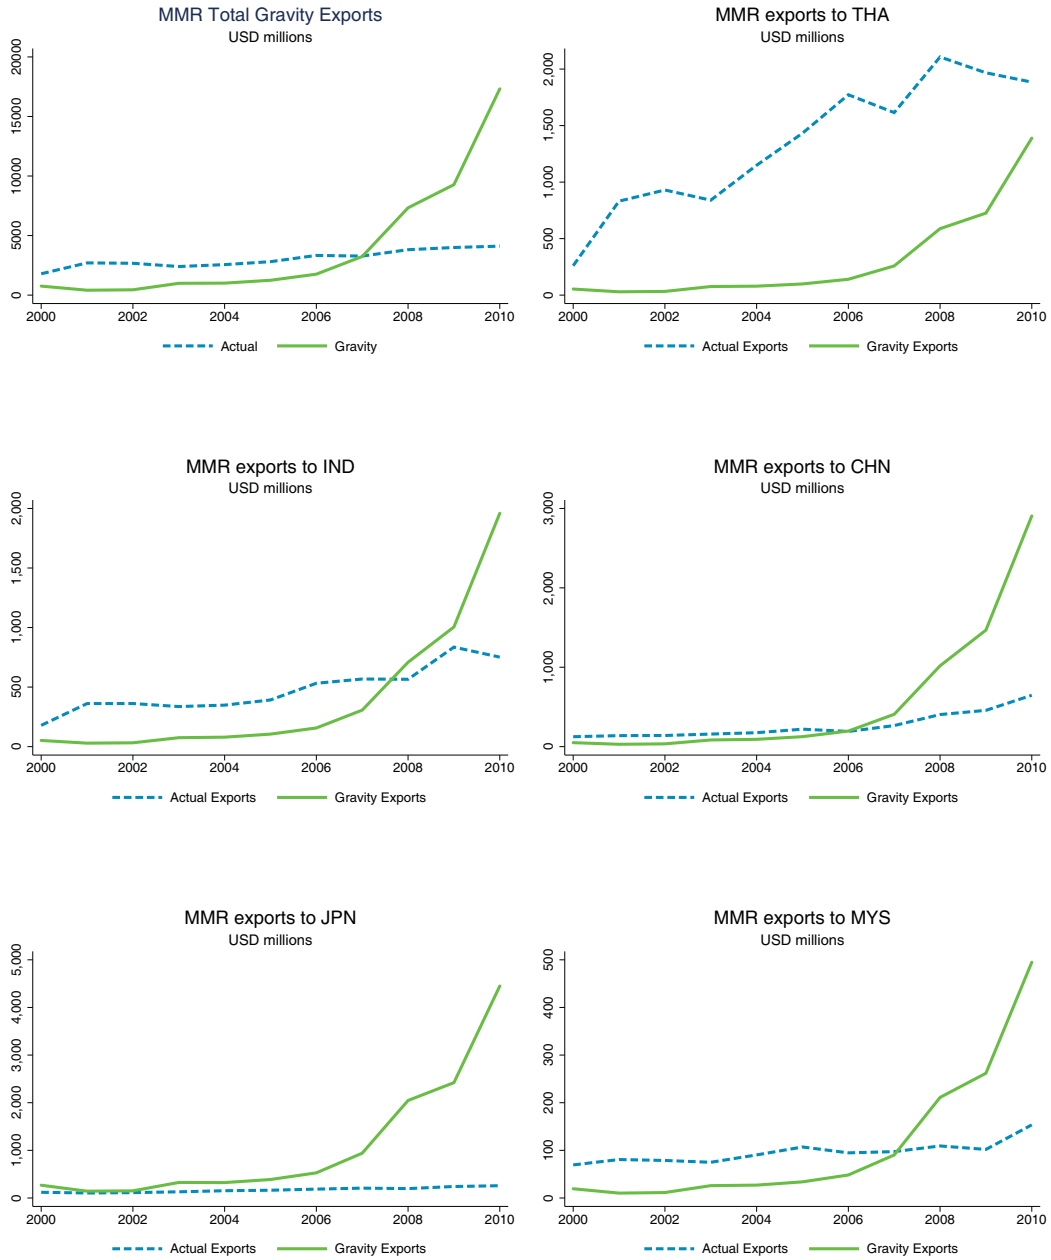 MMR Total Gravity Exports
USD millions
20000
15000
10000
5000
0
2000 2002 2004 2006 2008 2010
Actual Gravity
MMR exports to THA
USD millions
2,000
1,500
1,000
500
0
2000 2002 2004 2006 2008 2010
Actual Exports Gravity Exports
MMR exports to IND
USD millions
2,000
1,500
1,000
500
0
2000 2002 2004 2006 2008 2010
Actual Exports Gravity Exports
MMR exports to CHN
USD millions
3,000
2,000
1,000
0
2000 2002 2004 2006 2008 2010
Actual Exports Gravity Exports
MMR exports to JPN
USD millions
5,000
4,000
3,000
2,000
1,000
0
2000 2002 2004 2006 2008 2010
Actual Exports Gravity Exports
MMR exports to MYS
USD millions
500
400
300
200
100
0
2000 2002 2004 2006 2008 2010
Actual Exports Gravity Exports